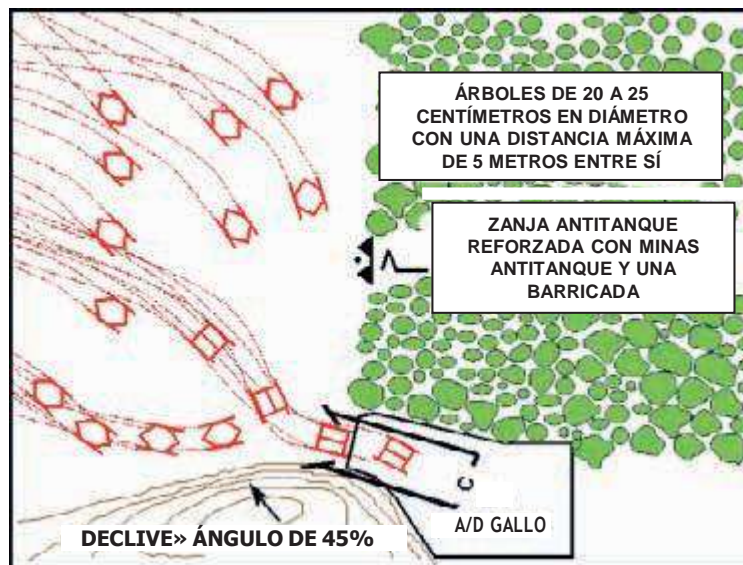 ÁRBOLES DE 20 A 25
CENTÍMETROS EN DIÁMETRO
CON UNA DISTANCIA MÁXIMA
DE 5 METROS ENTRE SÍ
ZANJA ANTITANQUE
REFORZADA CON MINAS
ANTITANQUE Y UNA
BARRICADA
C
A/D GALLO
DECLIVE» ÁNGULO DE 45%